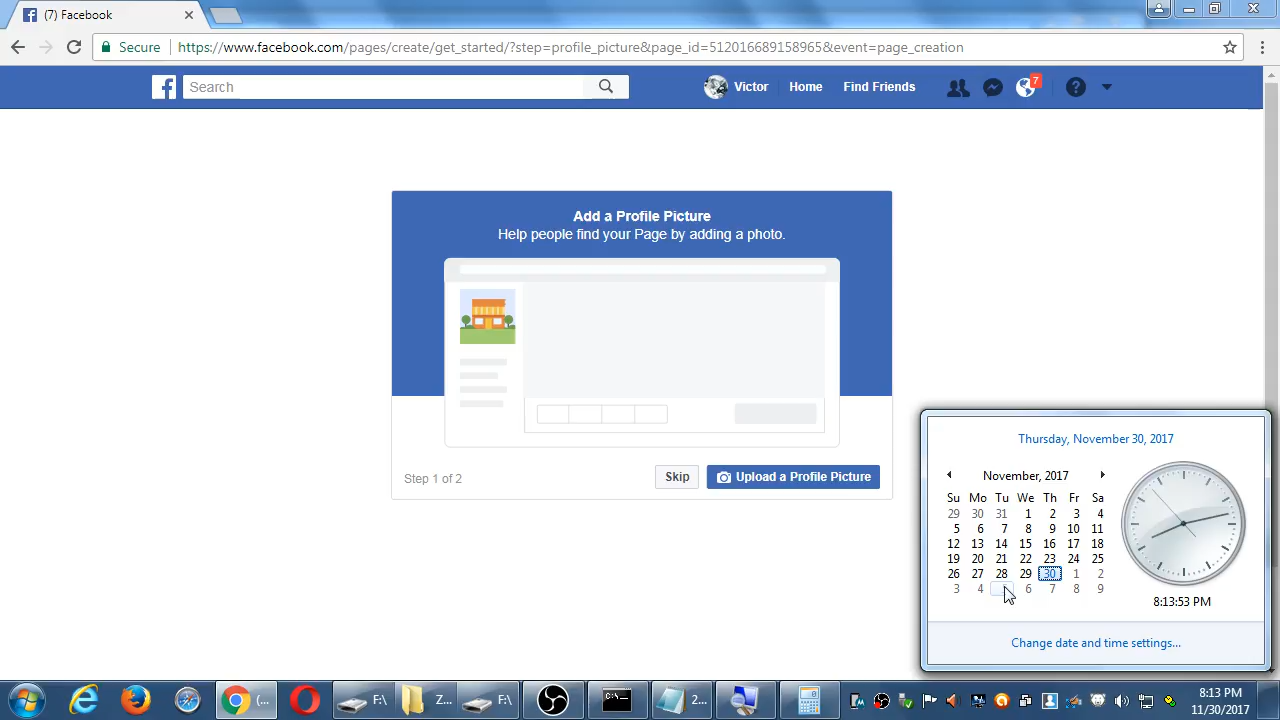 (7) Facebook
Secure https://www.facebook.com/pages/create/get_started/?step=profile_picture&page_id=512016689158965&event=page_creation
Search
Victor Home Find Friends 7
Add a Profile Picture
Help people find your Page by adding a photo.
Step 1 of 2 Skip Upload a Profile Picture
Thursday, November 30, 2017
November, 2017
Su Mo Tu We Th Fr Sa
29 30 31 1 2 3 4
5 6 7 8 9 10 11
12 13 14 15 16 17 18
19 20 21 22 23 24 25
26 27 28 29 30 1 2
3 4 6 7 8 9
8:13:53 PM
Change date and time settings...
(... F:\ Z... F:\ C:\ 2...
8:13 PM
11/30/2017